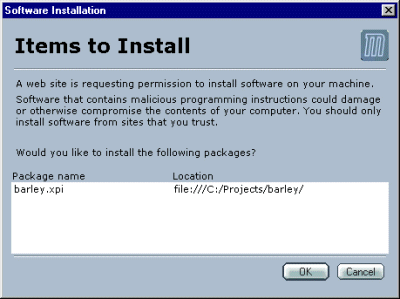 Software Installation
Items to Install
A web site is requesting permission to install software on your machine.
Software that contains malicious programming instructions could damage
or otherwise compromise the contents of your computer. You should only
install software from sites that you trust.
Would you like to install the following packages?
Package name Location
barley.xpi file:///C:/Projects/barley/
OK Cancel